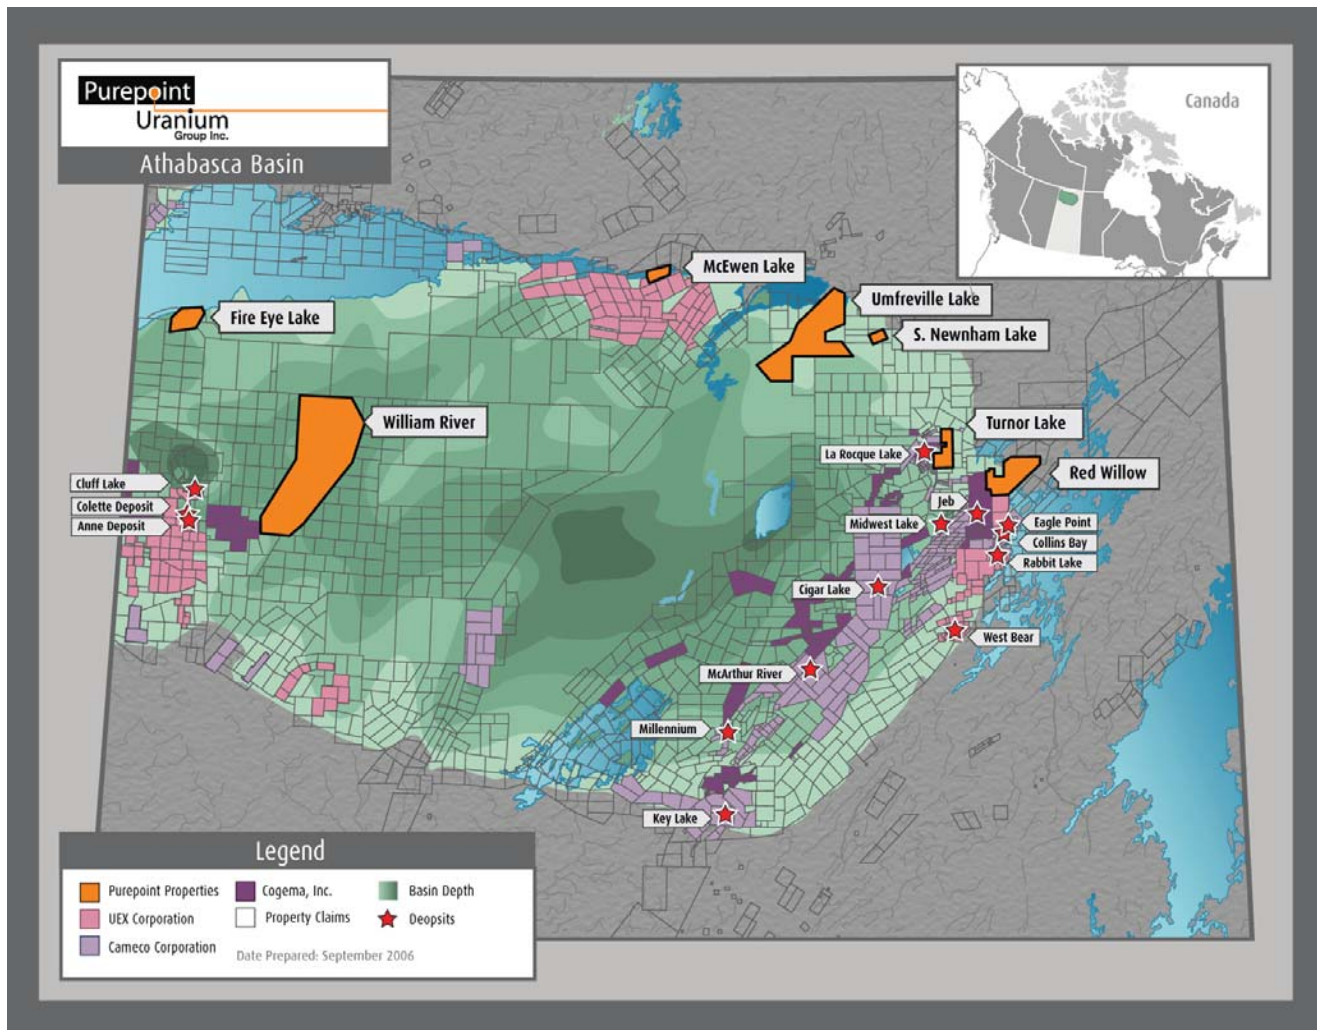 Purepoint
Uranium
Group Inc.
Athabasca Basin
Canada
McEwen Lake
Umfreville Lake
Fire Eye Lake
S. Newnham Lake
William River
Turnor Lake
La Rocque Lake
Red Willow
Cluff Lake
Colette Deposit
Anne Deposit
Jeb
Midwest Lake
Eagle Point
Collins Bay
Rabbit Lake
Cigar Lake
West Bear
McArthur River
Millennium
Key Lake
Legend
Purepoint Properties
UEX Corporation
Cameco Corporation
Cogema, Inc.
Property Claims
Basin Depth
Deopsits
Date Prepared: September 2006